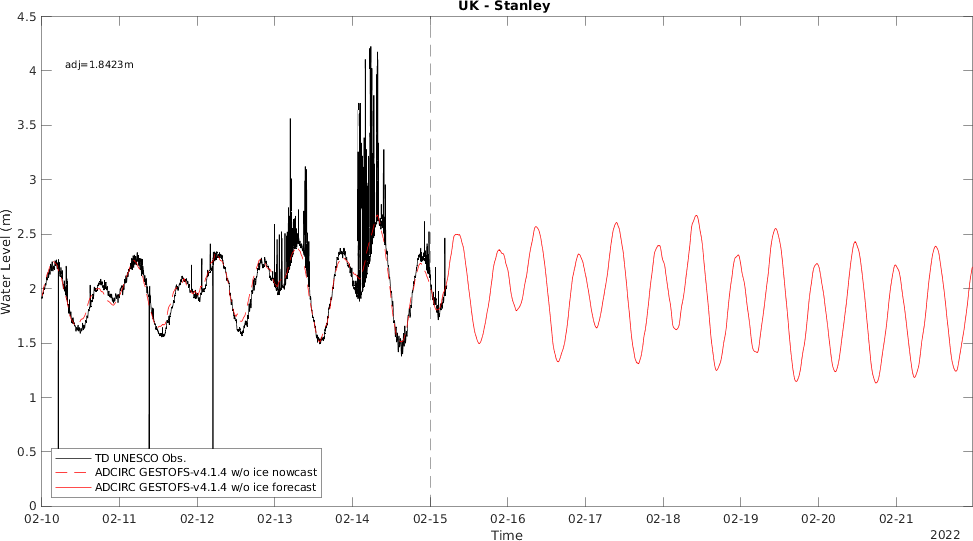 UK - Stanley
adj=1.8423m
4.5
4
3.5
3
2.5
2
1.5
1
0.5
0
Water Level (m)
TD UNESCO Obs.
ADCIRC GESTOFS-v4.1.4 w/o ice nowcast
ADCIRC GESTOFS-v4.1.4 w/o ice forecast
02-10 02-11 02-12 02-13 02-14 02-15 02-16 02-17 02-18 02-19 02-20 02-21
Time
2022